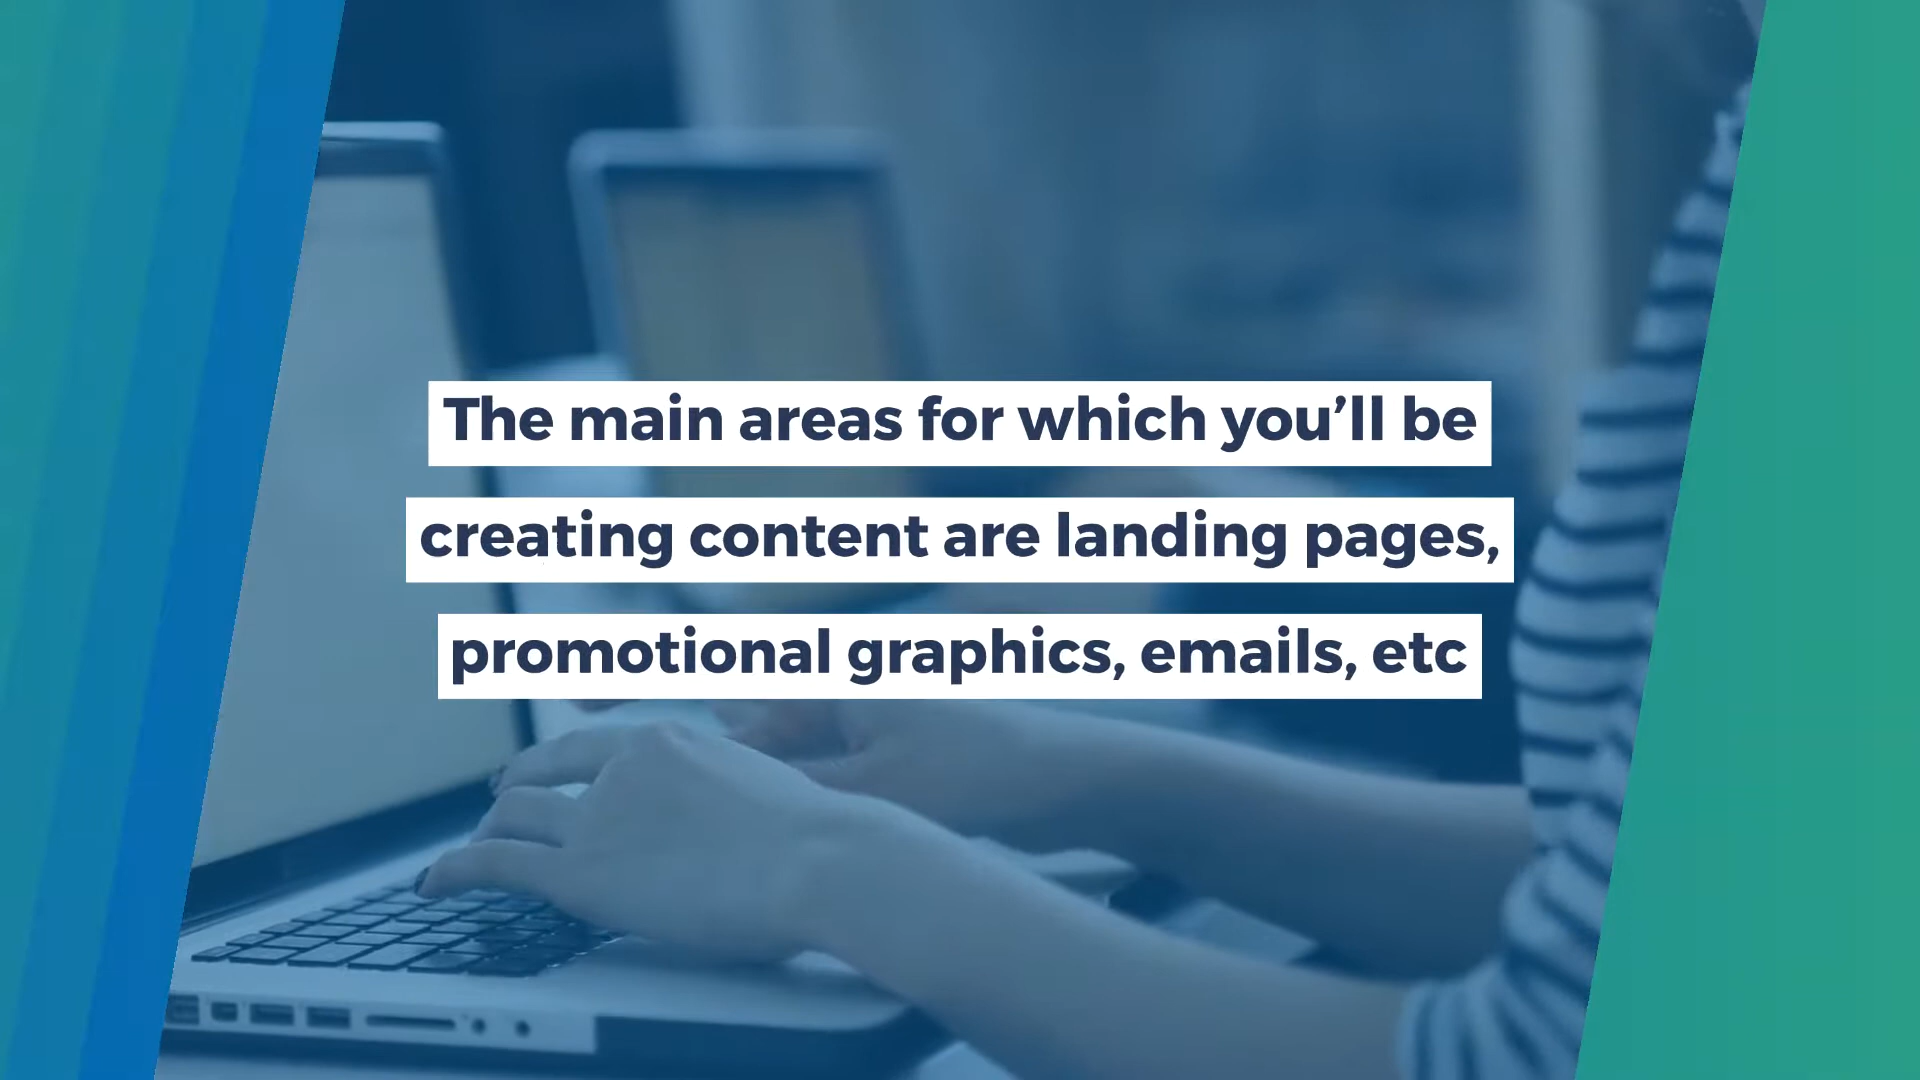 The main areas for which you’ll be
creating content are landing pages,
promotional graphics, emails, etc